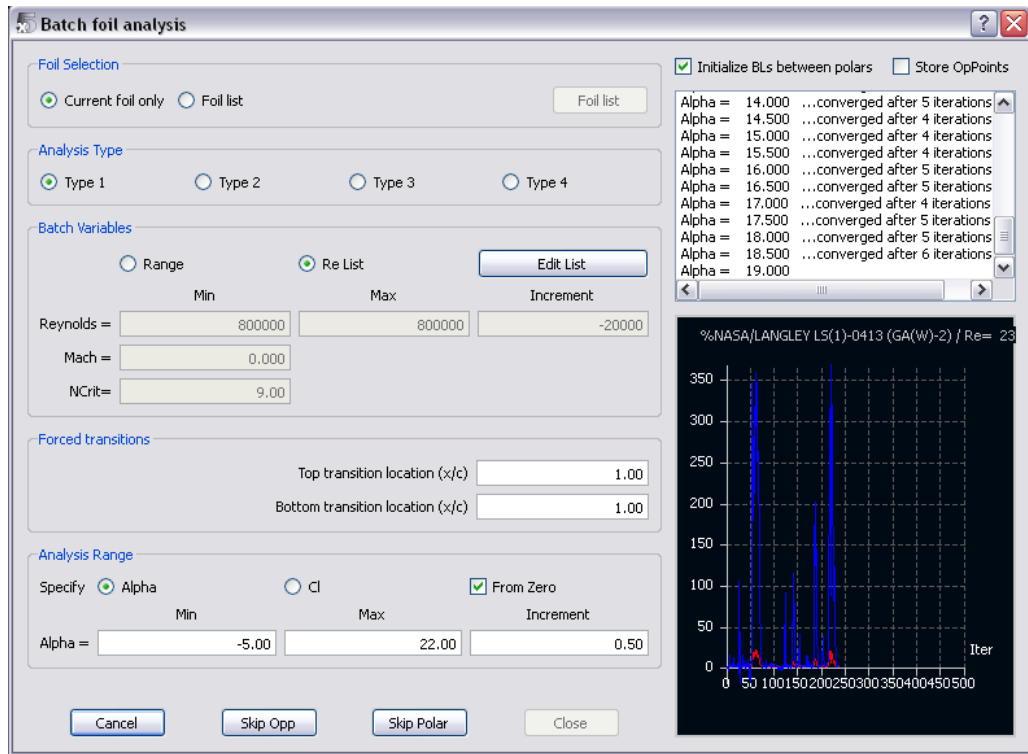 Batch foil analysis
Foil Selection
Current foil only Foil list Foil list
Analysis Type
Type 1 Type 2 Type 3 Type 4
Batch Variables
Range Re List Edit List
Min Max Increment
Reynolds = 800000 800000 -20000
Mach = 0.000
NCrit= 9.00
Forced transitions
Top transition location (x/c) 1.00
Bottom transition location (x/c) 1.00
Analysis Range
Specify Alpha Cl From Zero
Min Max Increment
Alpha = -5.00 22.00 0.50
Cancel Skip Opp Skip Polar Close
Initialize BLs between polars Store OpPoints
Alpha = 14.000 ...converged after 5 iterations
Alpha = 14.500 ...converged after 4 iterations
Alpha = 15.000 ...converged after 4 iterations
Alpha = 15.500 ...converged after 4 iterations
Alpha = 16.000 ...converged after 5 iterations
Alpha = 16.500 ...converged after 5 iterations
Alpha = 17.000 ...converged after 4 iterations
Alpha = 17.500 ...converged after 5 iterations
Alpha = 18.000 ...converged after 5 iterations
Alpha = 18.500 ...converged after 6 iterations
Alpha = 19.000
%NASA/LANGLEY LS(1)-0413 (GA(W)-2) / Re= 23
350
300
250
200
150
100
50
0
Iter
0 50 100150200250300350400450500